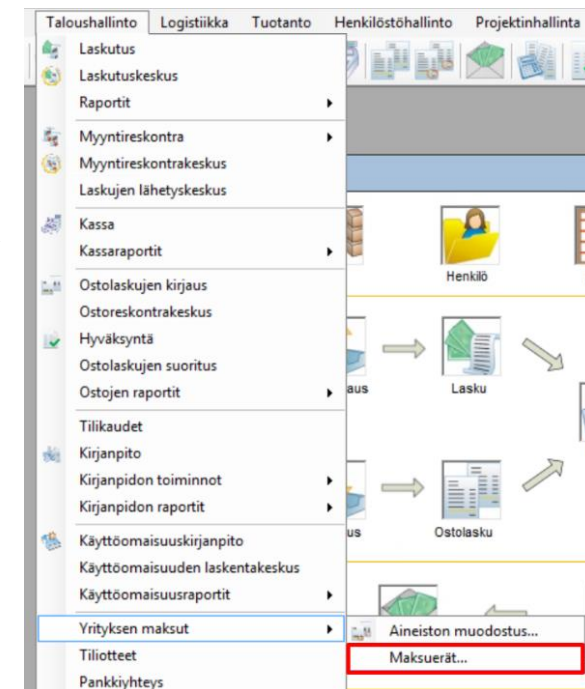 Taloushallinto Logistiikka Tuotanto Henkilöstöhallinto Projektinhallinta
Laskutus
Laskutuskeskus
Raportit
Myyntireskontra
Myyntireskontrakeskus
Laskujen lähetyskeskus
Kassa
Kassaraportit
Henkilö
Ostolaskujen kirjaus
Ostoreskontrakeskus
Hyväksyntä
Ostolaskujen suoritus
Ostojen raportit
aus Lasku
Tilikaudet
Kirjanpito
Kirjanpidon toiminnot
Kirjanpidon raportit
us Ostolasku
Käyttöomaisuuskirjanpito
Käyttöomaisuuden laskentakeskus
Käyttöomaisuusraportit
Yrityksen maksut Aineiston muodostus...
Tiliotteet Maksuerät...
Pankkiyhteys